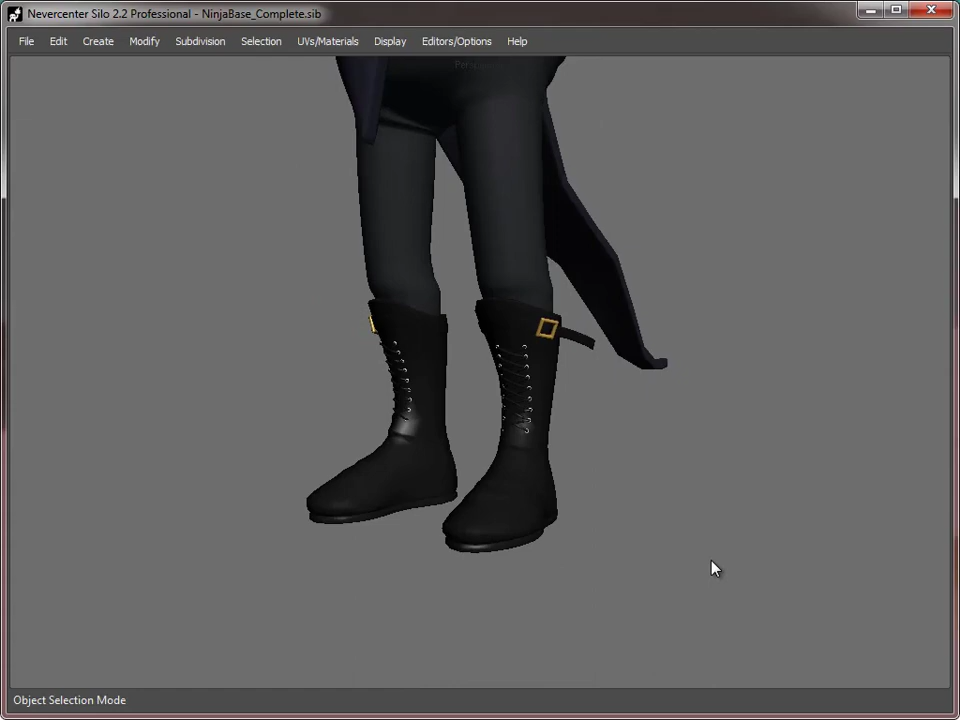 Nevercenter Silo 2.2 Professional - NinjaBase_Complete.sib
File Edit Create Modify Subdivision Selection UVs/Materials Display Editors/Options Help
Object Selection Mode